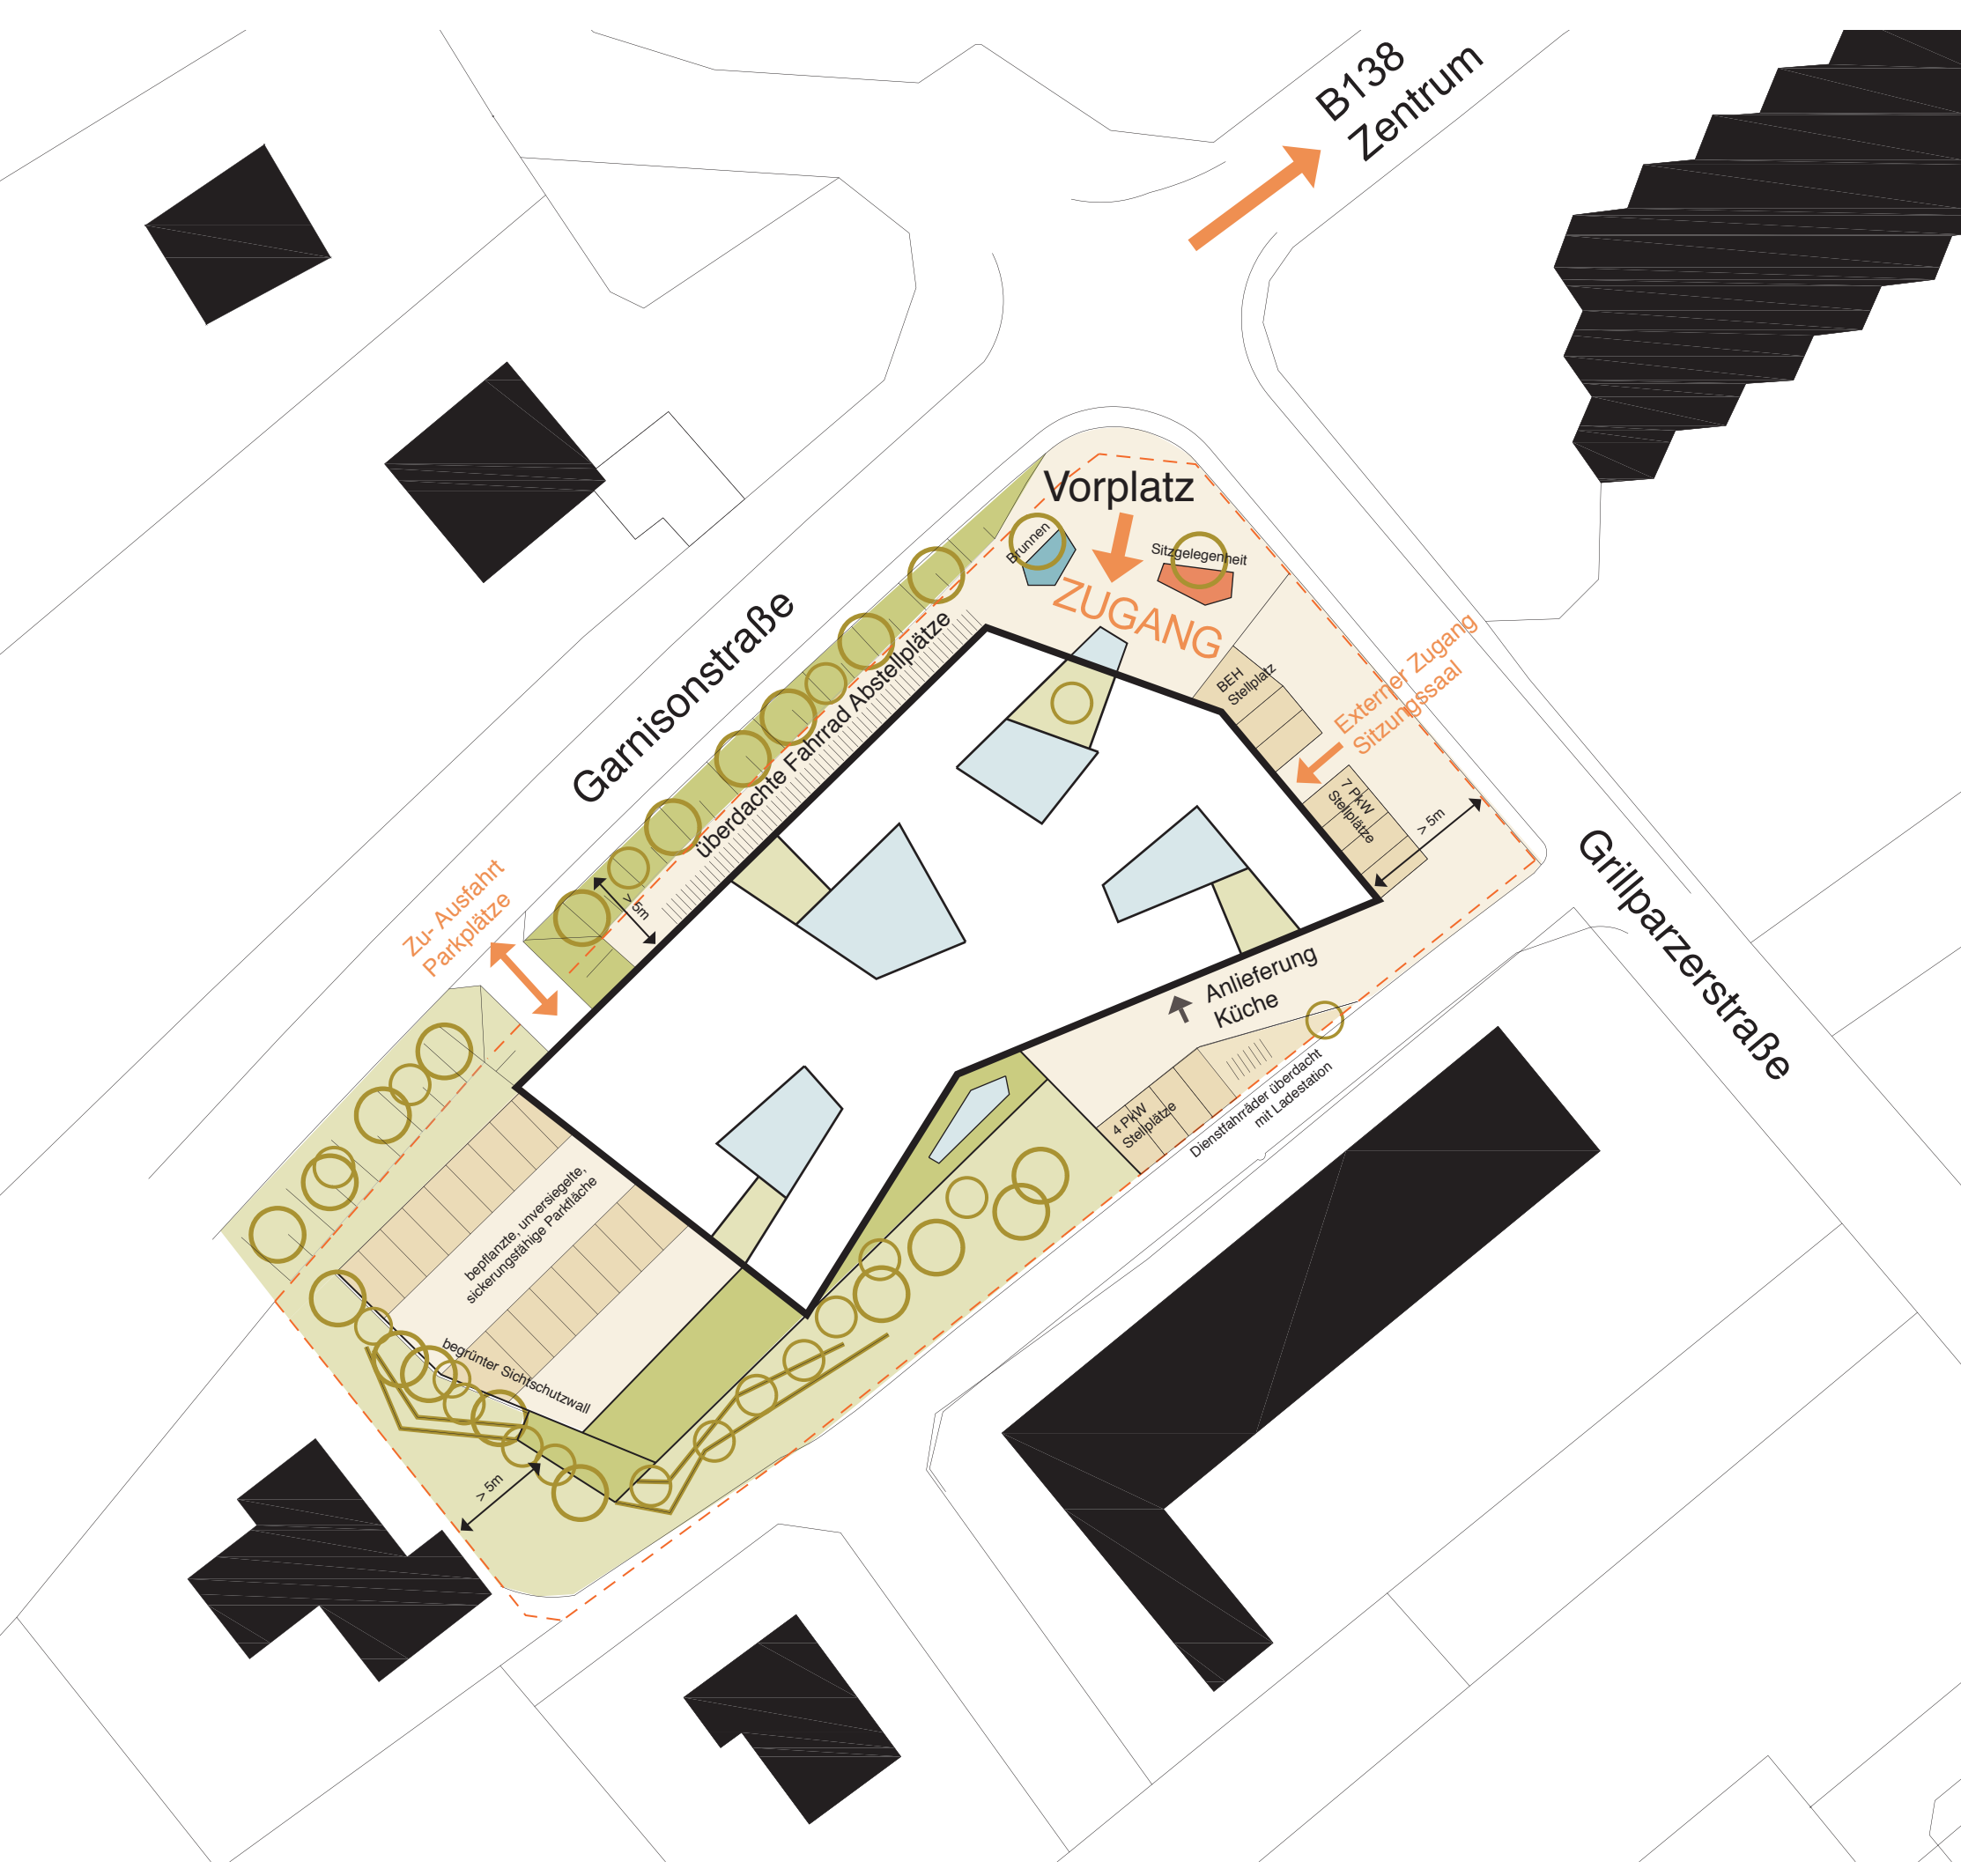 B138
Zentrum
Vorplatz
Brunnen
Sitzgelegenheit
ZUGANG
Garnisonstraße
überdachte Fahrrad Abstellplätze
BEH
Stellplatz
Externer Zugang
Sitzungssaal
7 PkW
Stellplätze
> 5m
Grillparzerstraße
> 5m
Zu- Ausfahrt
Parkplätze
Anlieferung
Küche
4 PkW
Stellplätze
Dienstfahrräder überdacht
mit Ladestation
bepflanzte, unversiegelte,
sickerungsfähige Parkfläche
begrünter Sichtschutzwall
> 5m